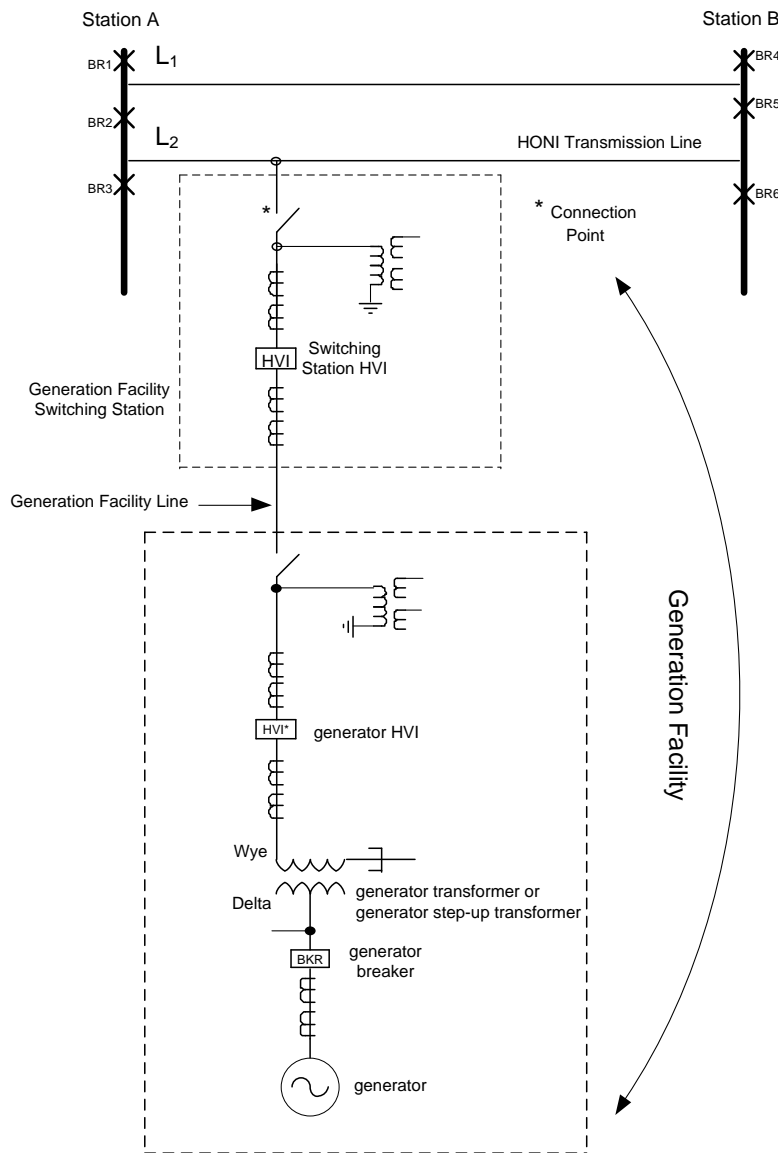 Station A
Station B
BR1
L1
BR4
BR2
BR5
L2
HONI Transmission Line
BR3
BR6
*
* Connection
Point
HVI
Switching
Station HVI
Generation Facility
Switching Station
Generation Facility Line
Generation Facility
HVI*
generator HVI
Wye
Delta
generator transformer or
generator step-up transformer
BKR
generator
breaker
generator